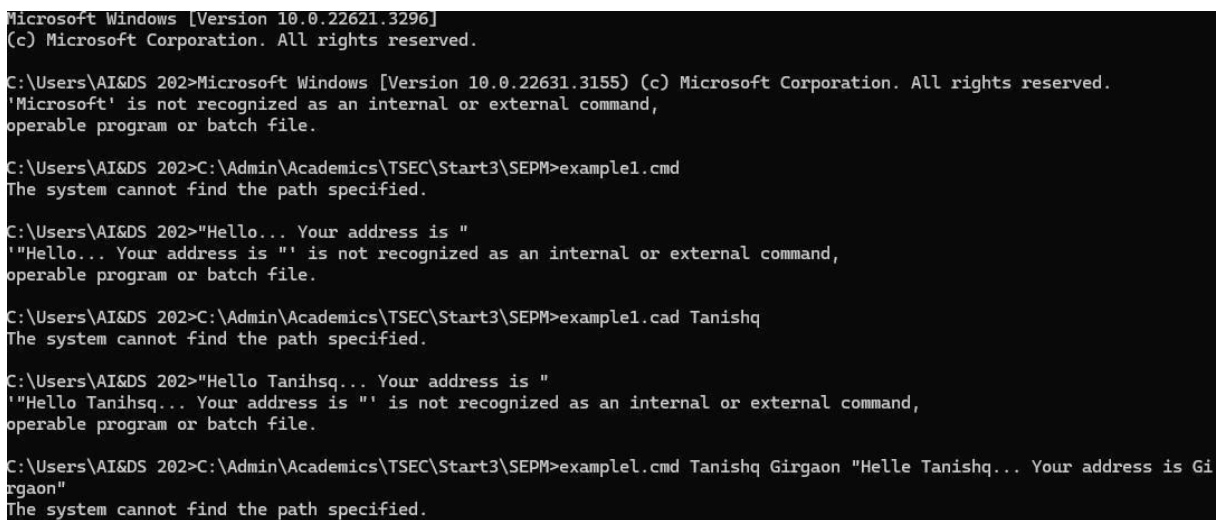 Microsoft Windows [Version 10.0.22621.3296]
(c) Microsoft Corporation. All rights reserved.
C:\Users\AI&DS 202>Microsoft Windows [Version 10.0.22631.3155) (c) Microsoft Corporation. All rights reserved.
'Microsoft' is not recognized as an internal or external command,
operable program or batch file.
C:\Users\AI&DS 202>C:\Admin\Academics\TSEC\Start3\SEPM>example1.cmd
The system cannot find the path specified.
C:\Users\AI&DS 202>"Hello... Your address is "
'"Hello... Your address is "' is not recognized as an internal or external command,
operable program or batch file.
C:\Users\AI&DS 202>C:\Admin\Academics\TSEC\Start3\SEPM>example1.cad Tanishq
The system cannot find the path specified.
C:\Users\AI&DS 202>"Hello Tanihsq... Your address is "
'"Hello Tanihsq... Your address is "' is not recognized as an internal or external command,
operable program or batch file.
C:\Users\AI&DS 202>C:\Admin\Academics\TSEC\Start3\SEPM>examplel.cmd Tanishq Girgaon "Helle Tanishq... Your address is Gi
rgaon"
The system cannot find the path specified.